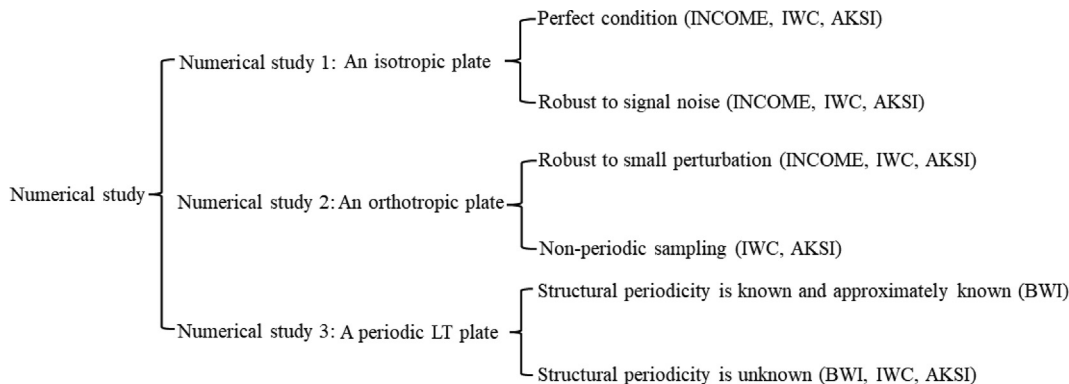 Perfect condition (INCOME, IWC, AKSI)
Numerical study 1: An isotropic plate
Robust to signal noise (INCOME, IWC, AKSI)
Robust to small perturbation (INCOME, IWC, AKSI)
Numerical study
Numerical study 2: An orthotropic plate
Non-periodic sampling (IWC, AKSI)
Structural periodicity is known and approximately known (BWI)
Numerical study 3: A periodic LT plate
Structural periodicity is unknown (BWI, IWC, AKSI)